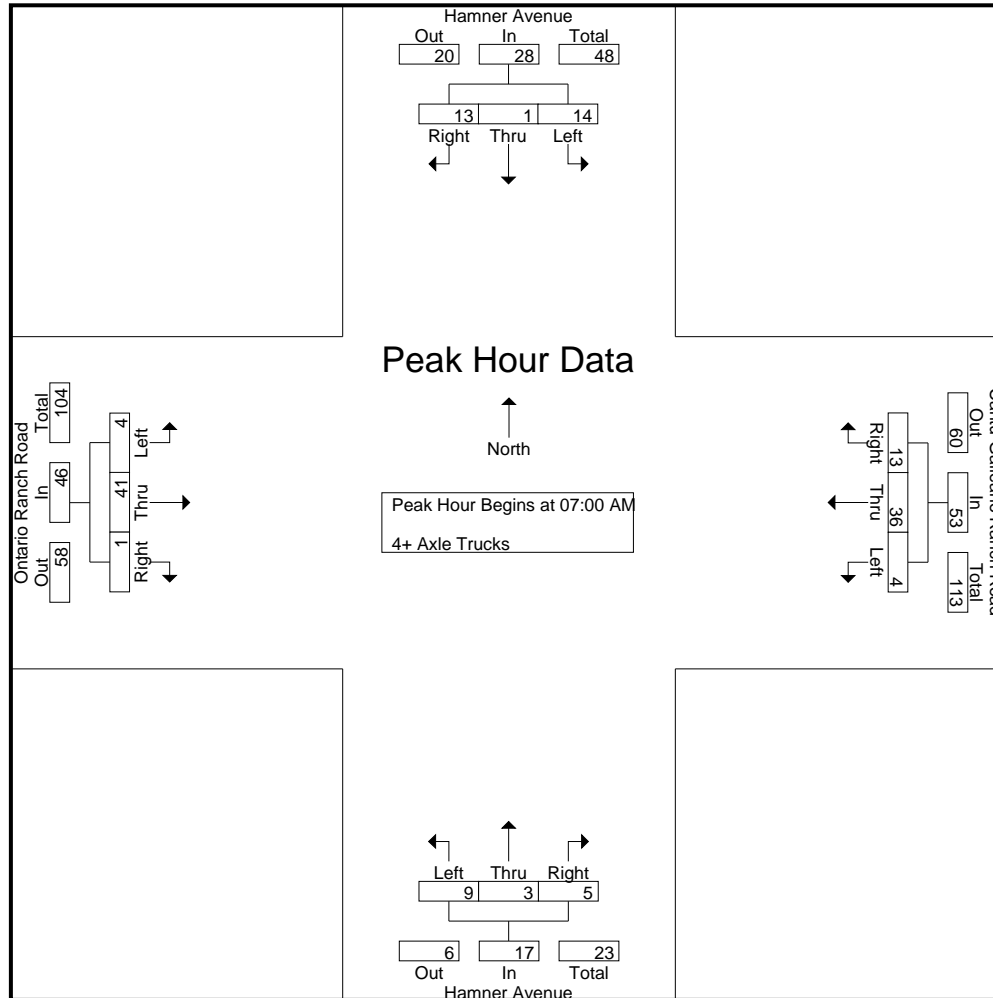 Hamner Avenue
Out In Total
20 28 48
13 1 14
Right Thru Left
Peak Hour Data
North
Peak Hour Begins at 07:00 AM
4+ Axle Trucks
Ontario Ranch Road
Total In Out
104 46 58
4 41 1
Left Thru Right
Right Thru Left
13 36 4
Out In Total
60 53 113
Left Thru Right
9 3 5
6 17 23
Out In Total
Hamner Avenue